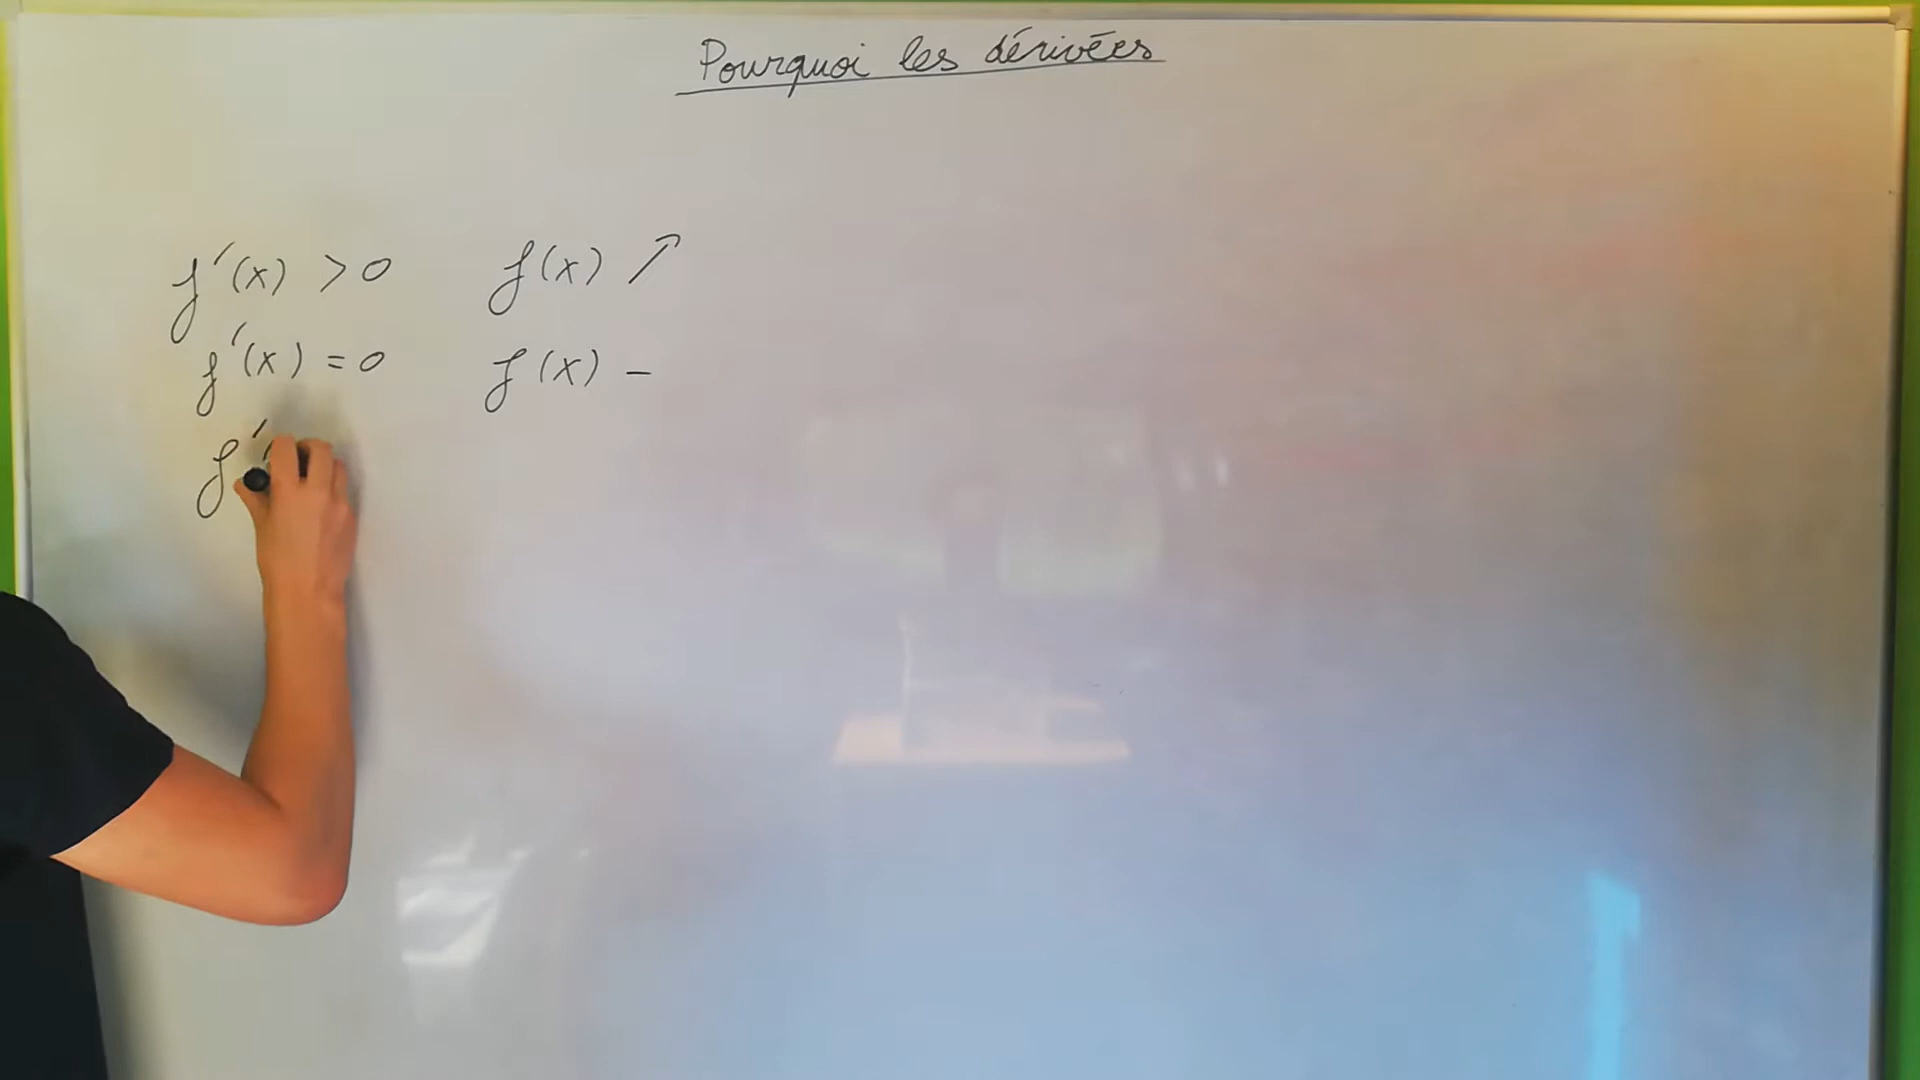 Pourquoi les dérivées
f'(x) > 0 f(x) ↗
f'(x) = 0 f(x) –
f'(